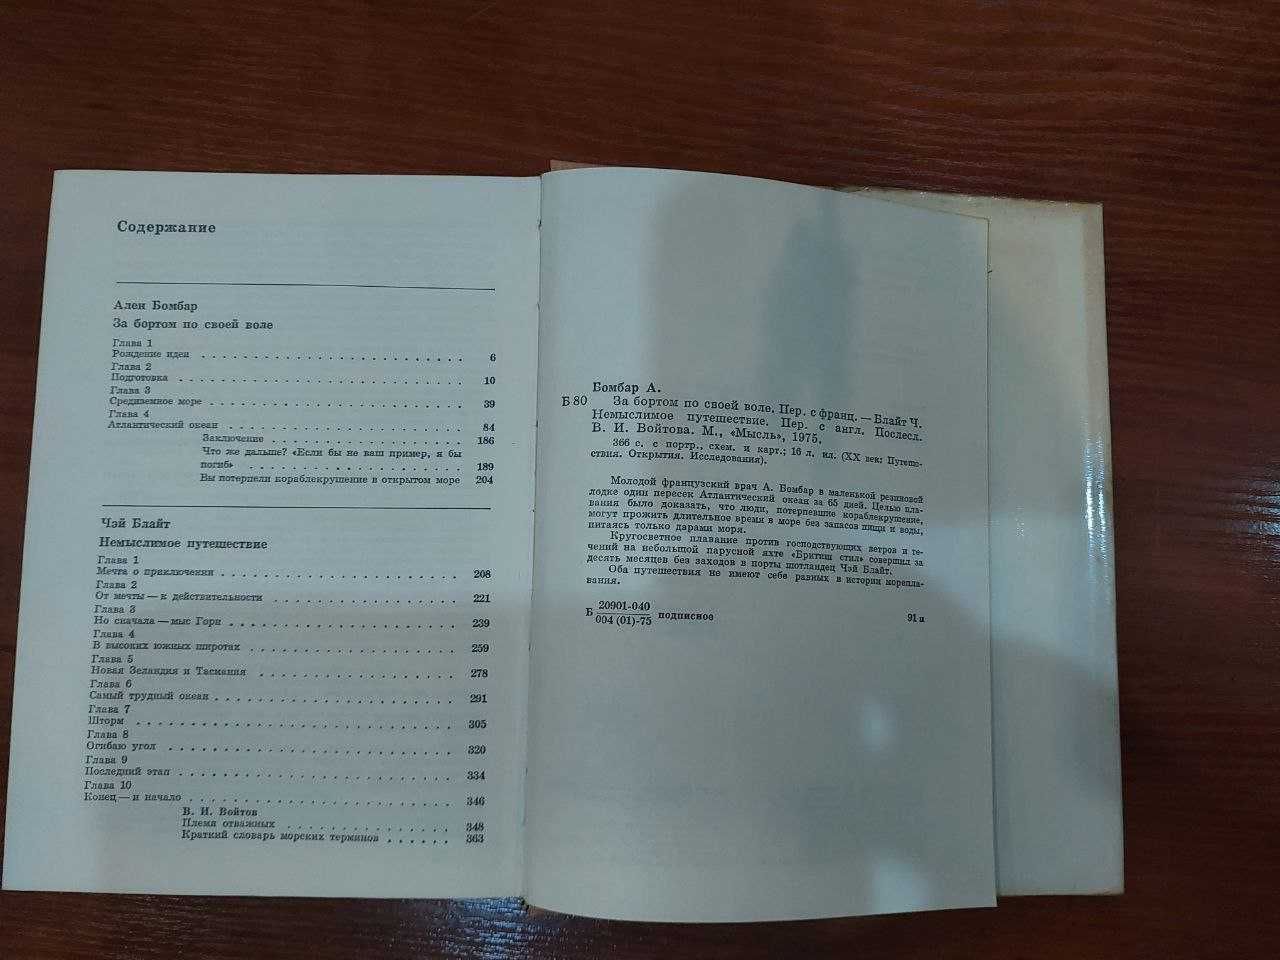 Содержание
Ален Бомбар
За бортом по своей воле
Глава 1
Рождение идеи . . . . . . . . . . . . . . . . . . . . . . . . . 6
Глава 2
Подготовка . . . . . . . . . . . . . . . . . . . . . . . . . . . 10
Глава 3
Средиземное море . . . . . . . . . . . . . . . . . . . . . . . . 39
Глава 4
Атлантический океан . . . . . . . . . . . . . . . . . . . . . . 84
Заключение . . . . . . . . . . . . . . . . . . 186
Что же дальше? «Если бы не ваш пример, я бы
погиб» . . . . . . . . . . . . . . . . . . . . 189
Вы потерпели кораблекрушение в открытом море 204
Чэй Блайт
Немыслимое путешествие
Глава 1
Мечта о приключении . . . . . . . . . . . . . . . . . . . . . . 208
Глава 2
От мечты — к действительности . . . . . . . . . . . . . . . . . 221
Глава 3
Но сначала — мыс Горн . . . . . . . . . . . . . . . . . . . . . 239
Глава 4
В высоких южных широтах . . . . . . . . . . . . . . . . . . . . 259
Глава 5
Новая Зеландия и Тасмания . . . . . . . . . . . . . . . . . . . 278
Глава 6
Самый трудный океан . . . . . . . . . . . . . . . . . . . . . . 291
Глава 7
Шторм . . . . . . . . . . . . . . . . . . . . . . . . . . . . . 305
Глава 8
Огибаю угол . . . . . . . . . . . . . . . . . . . . . . . . . . 320
Глава 9
Последний этап . . . . . . . . . . . . . . . . . . . . . . . . 334
Глава 10
Конец — и начало . . . . . . . . . . . . . . . . . . . . . . . 346
В. И. Войтов
Племя отважных . . . . . . . . . . . . . . . . 348
Краткий словарь морских терминов . . . . . . 363
Бомбар А.
Б 80 За бортом по своей воле. Пер. с франц. — Блайт Ч.
Немыслимое путешествие. Пер. с англ. Послесл.
В. И. Войтова. М., «Мысль», 1975.
366 с. с портр., схем. и карт.; 16 л. ил. (XX век: Путеше-
ствия. Открытия. Исследования).
Молодой французский врач А. Бомбар в маленькой резиновой
лодке один пересек Атлантический океан за 65 дней. Целью пла-
вания было доказать, что люди, потерпевшие кораблекрушение,
могут прожить длительное время в море без запасов пищи и воды,
питаясь только дарами моря.
Кругосветное плавание против господствующих ветров и те-
чений на небольшой парусной яхте «Бритиш стил» совершил за
десять месяцев без заходов в порты шотландец Чэй Блайт.
Оба путешествия не имеют себе равных в истории морепла-
вания.
Б 20901-040
004 (01)-75 подписное 91и